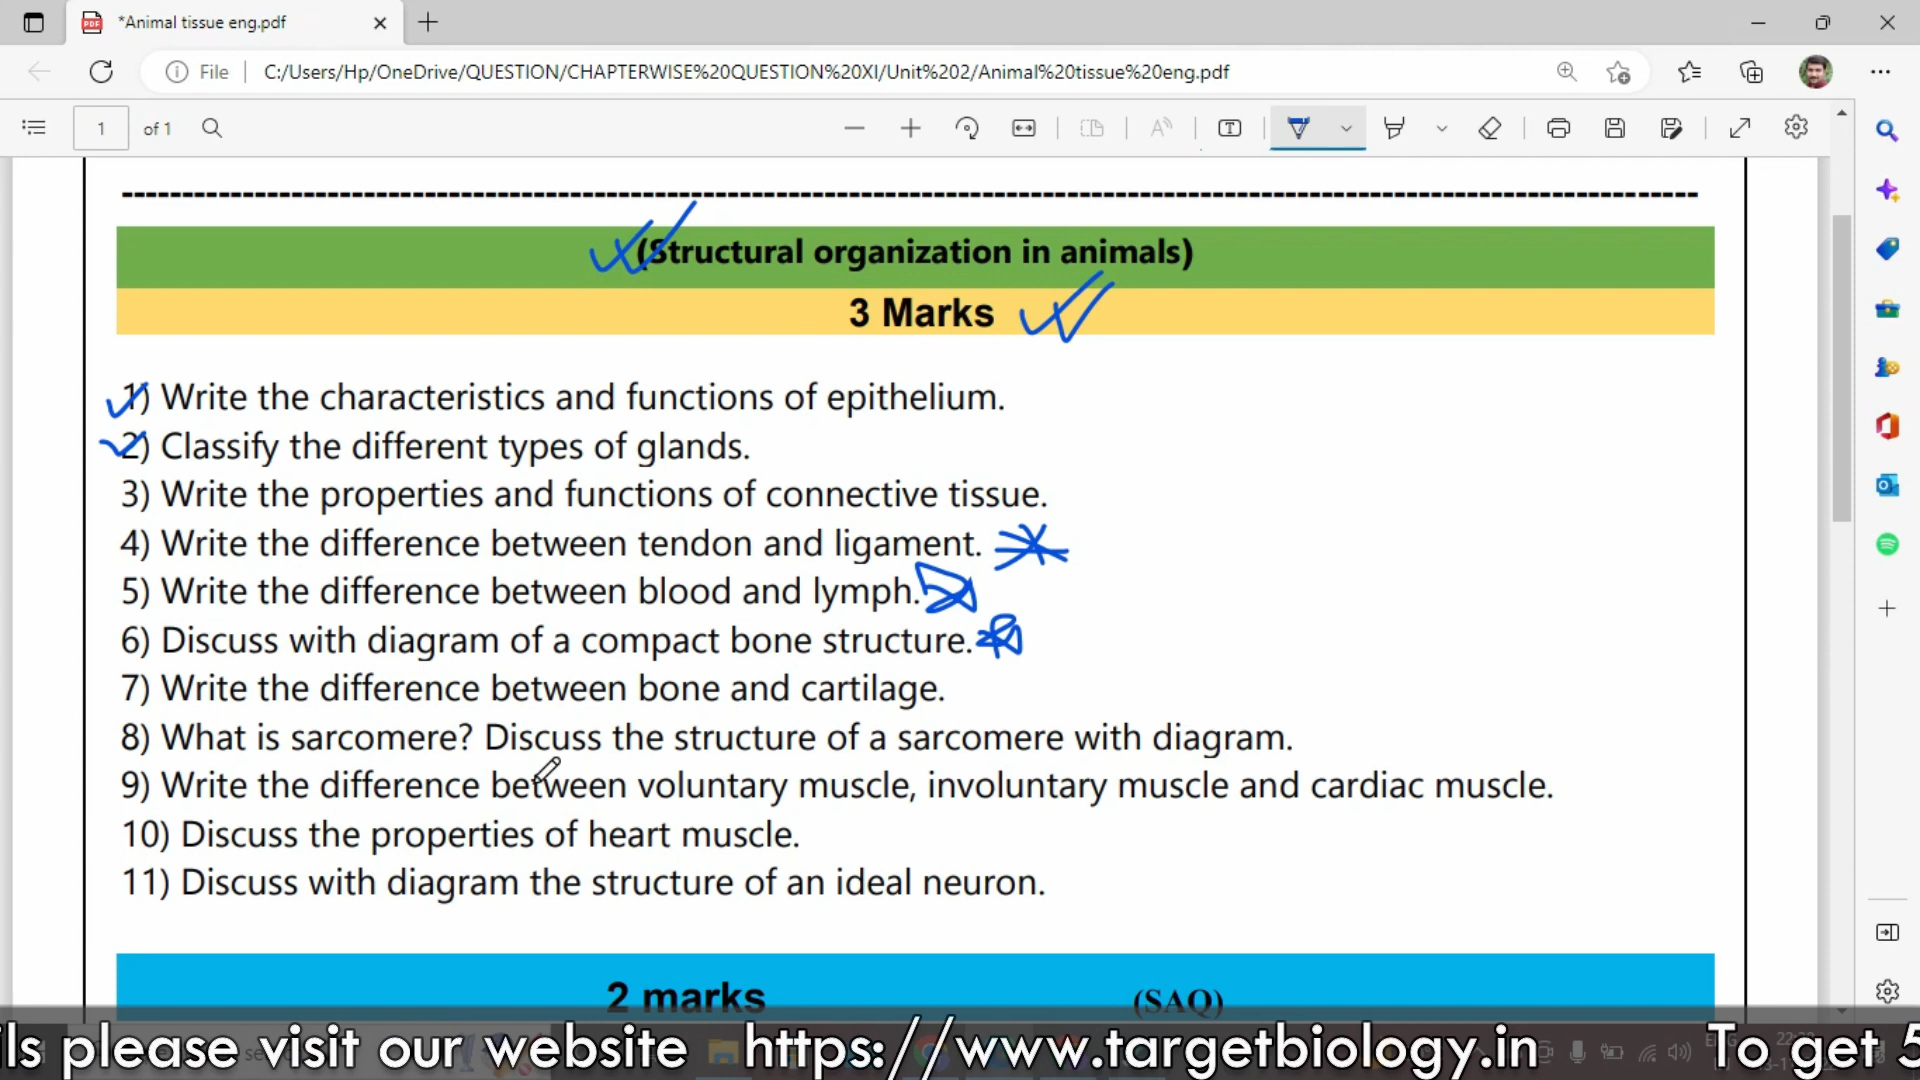 *Animal tissue eng.pdf
File
C:/Users/Hp/OneDrive/QUESTION/CHAPTERWISE%20QUESTION%20XI/Unit%202/Animal%20tissue%20eng.pdf
1 of 1
(Structural organization in animals)
3 Marks
1) Write the characteristics and functions of epithelium.
2) Classify the different types of glands.
3) Write the properties and functions of connective tissue.
4) Write the difference between tendon and ligament.
5) Write the difference between blood and lymph.
6) Discuss with diagram of a compact bone structure.
7) Write the difference between bone and cartilage.
8) What is sarcomere? Discuss the structure of a sarcomere with diagram.
9) Write the difference between voluntary muscle, involuntary muscle and cardiac muscle.
10) Discuss the properties of heart muscle.
11) Discuss with diagram the structure of an ideal neuron.
2 marks (SAQ)
ils please visit our website https://www.targetbiology.in To get 5